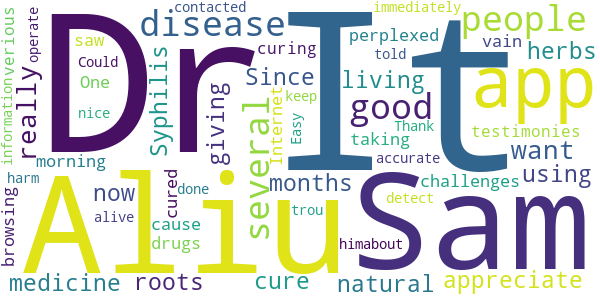 Dr
It
Aliu
Sam
app
people
disease
several
good
really
giving
Syphilis
Since
living
herbs
want
using
now
months
medicine
roots
cure
natural
appreciate
contacted
immediately
perplexed
vain
told
curing
saw
Could
One
nice
operate
informationverious
morning
browsing
harm
alive
done
cured
cause
drugs
Internet
keep
Easy
Thank
taking
accurate
testimonies
challenges
detect
trou
himabout